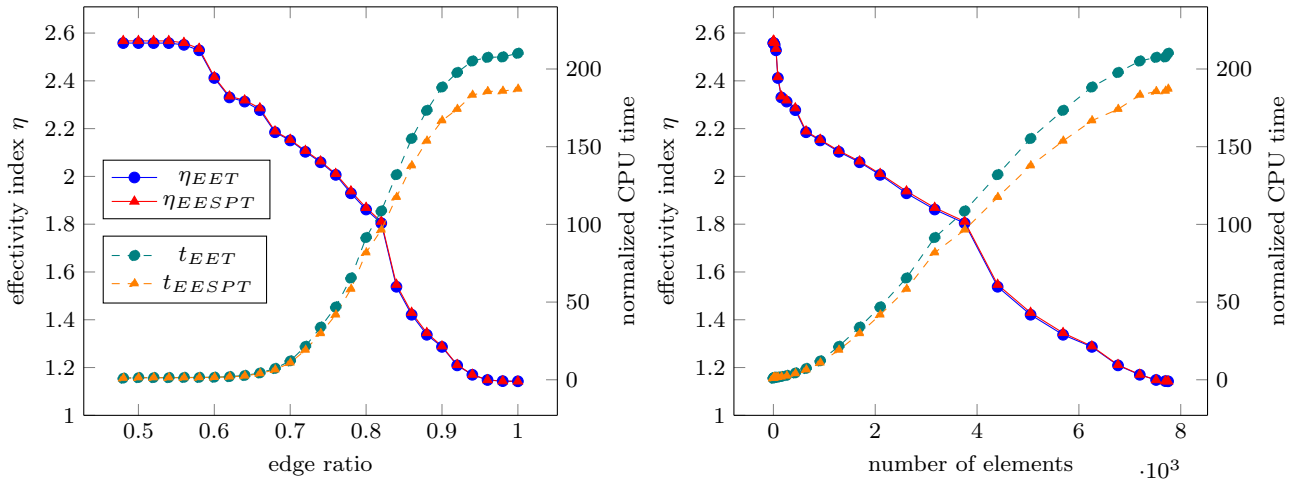 effectivity index η
2.6
2.4
2.2
2
1.8
1.6
1.4
1.2
1
η_EET
η_EESPT
t_EET
t_EESPT
0.5 0.6 0.7 0.8 0.9 1
edge ratio
200
150
100
50
0
normalized CPU time
effectivity index η
2.6
2.4
2.2
2
1.8
1.6
1.4
1.2
1
0 2 4 6 8
number of elements
·10³
200
150
100
50
0
normalized CPU time